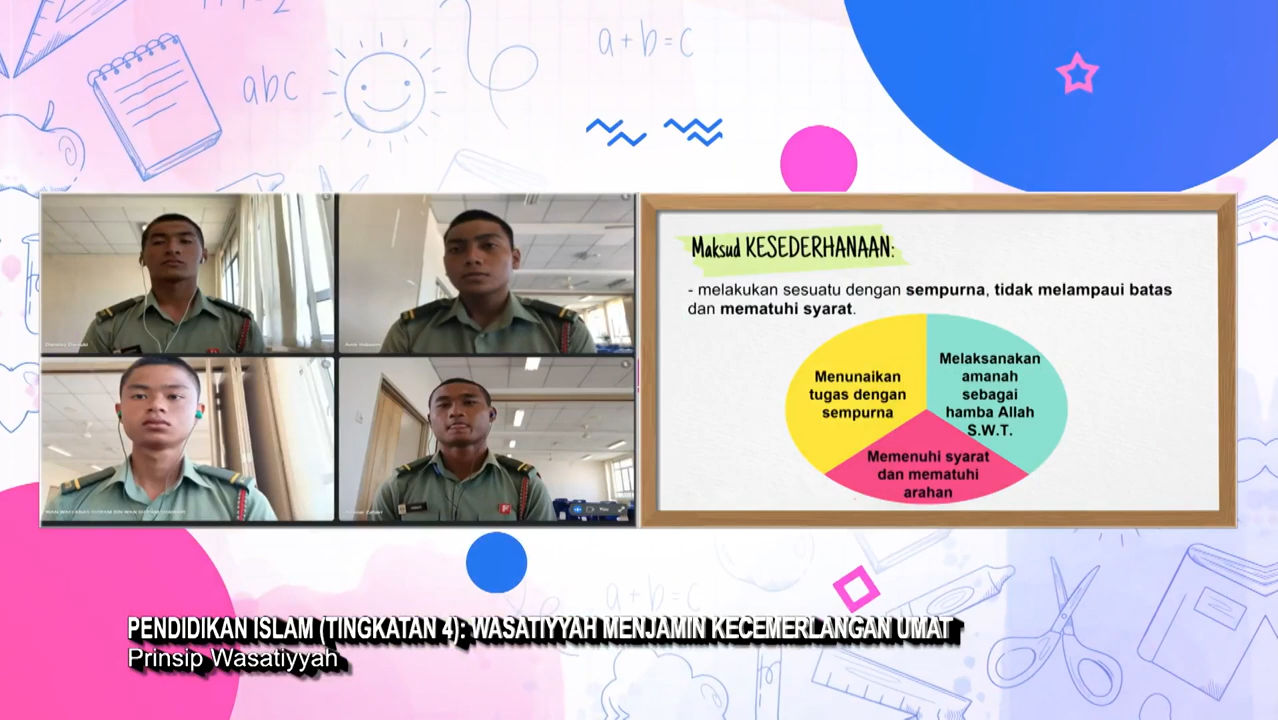 a+b=c
abc
Maksud KESEDERHANAAN:
- melakukan sesuatu dengan sempurna, tidak melampaui batas
dan mematuhi syarat.
Menunaikan
tugas dengan
sempurna
Melaksanakan
amanah
sebagai
hamba Allah
S.W.T.
Memenuhi syarat
dan mematuhi
arahan
You
a+b=c
PENDIDIKAN ISLAM (TINGKATAN 4): WASATIYYAH MENJAMIN KECEMERLANGAN UMAT
Prinsip Wasatiyyah